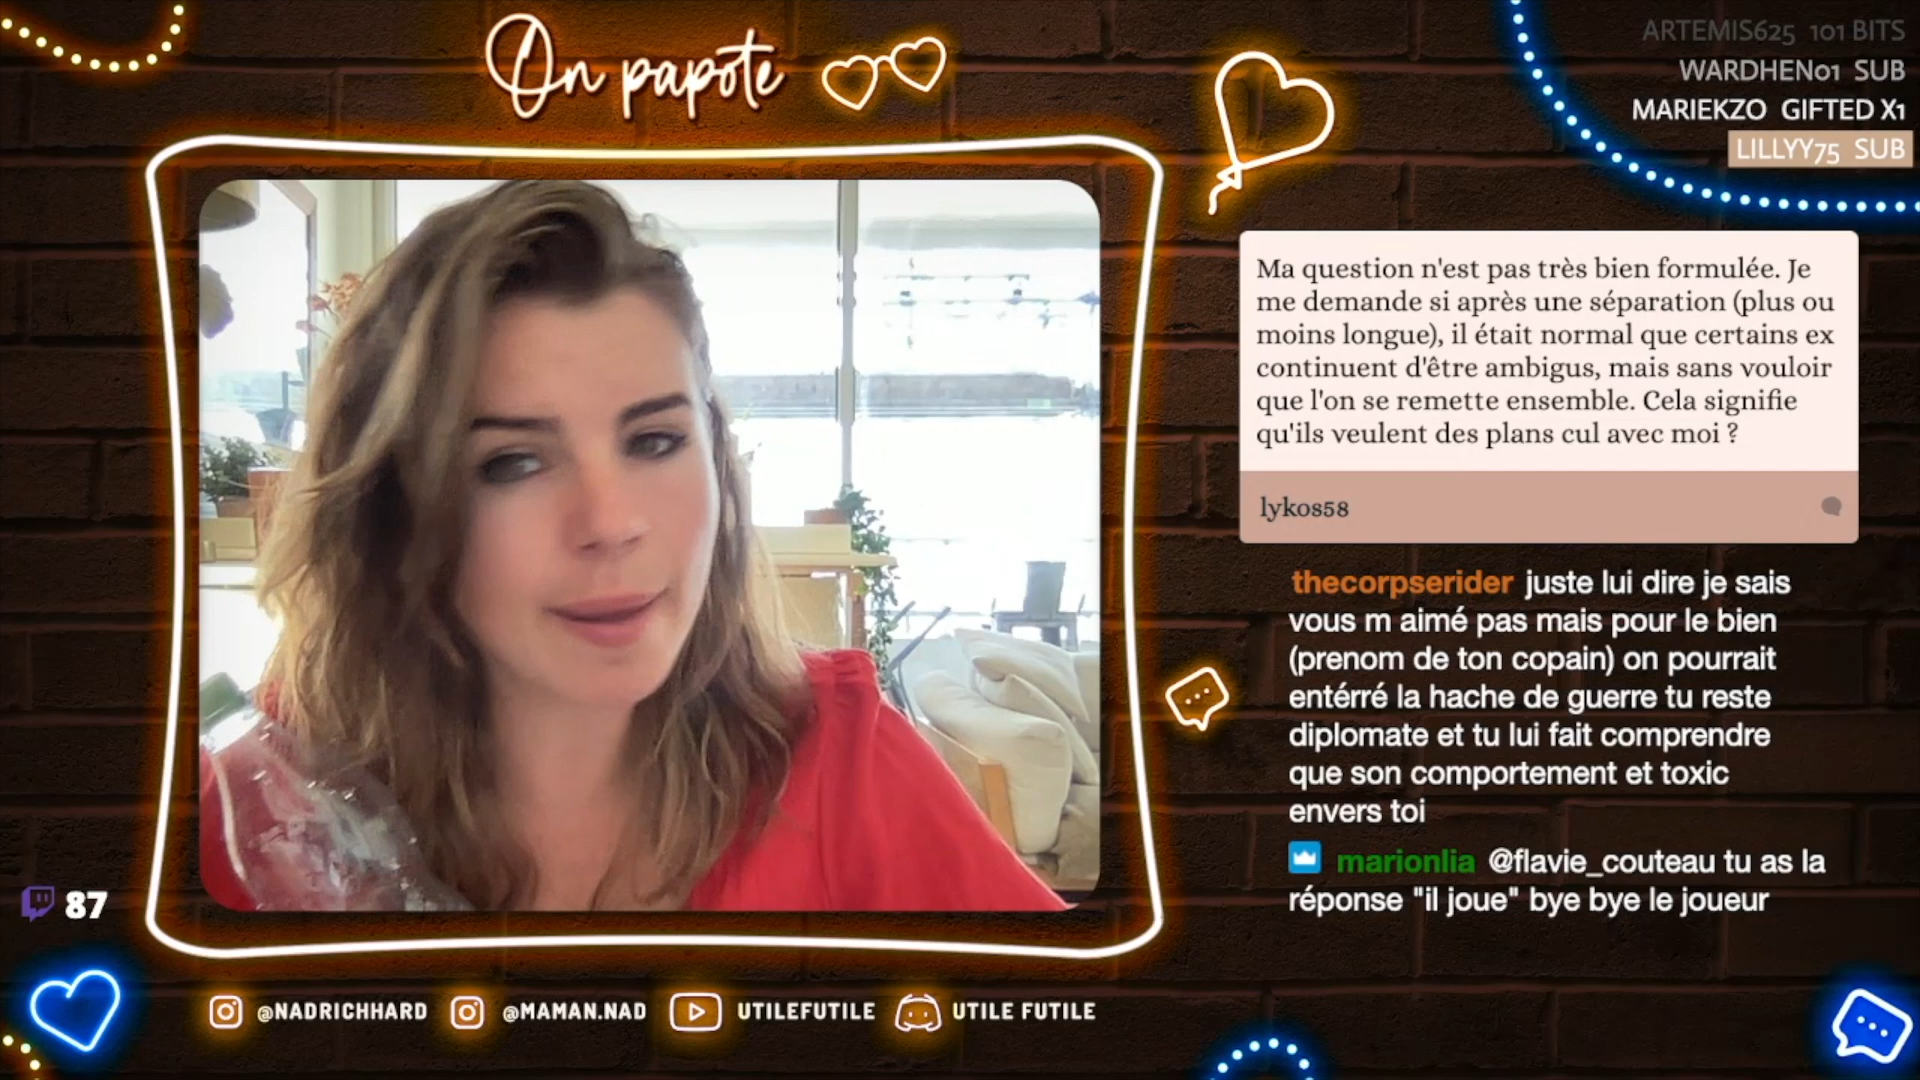 On papote
ARTEMIS625 101 BITS
WARDHEN01 SUB
MARIEKZO GIFTED X1
LILLYY75 SUB
Ma question n'est pas très bien formulée. Je
me demande si après une séparation (plus ou
moins longue), il était normal que certains ex
continuent d'être ambigus, mais sans vouloir
que l'on se remette ensemble. Cela signifie
qu'ils veulent des plans cul avec moi ?
lykos58
thecorpserider juste lui dire je sais
vous m aimé pas mais pour le bien
(prenom de ton copain) on pourrait
entérré la hache de guerre tu reste
diplomate et tu lui fait comprendre
que son comportement et toxic
envers toi
marionlia @flavie_couteau tu as la
réponse "il joue" bye bye le joueur
87
@NADRICHHARD @MAMAN.NAD UTILEFUTILE UTILE FUTILE